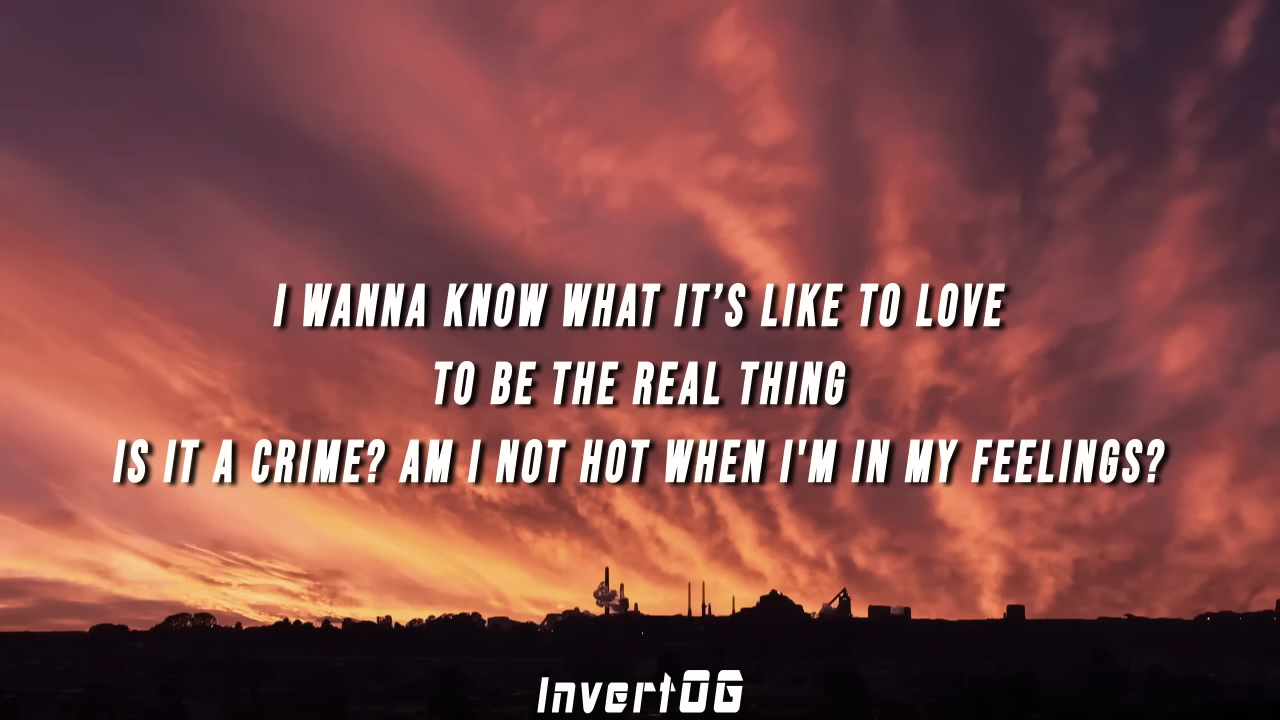 I WANNA KNOW WHAT IT’S LIKE TO LOVE
TO BE THE REAL THING
IS IT A CRIME? AM I NOT HOT WHEN I'M IN MY FEELINGS?
InvertOG